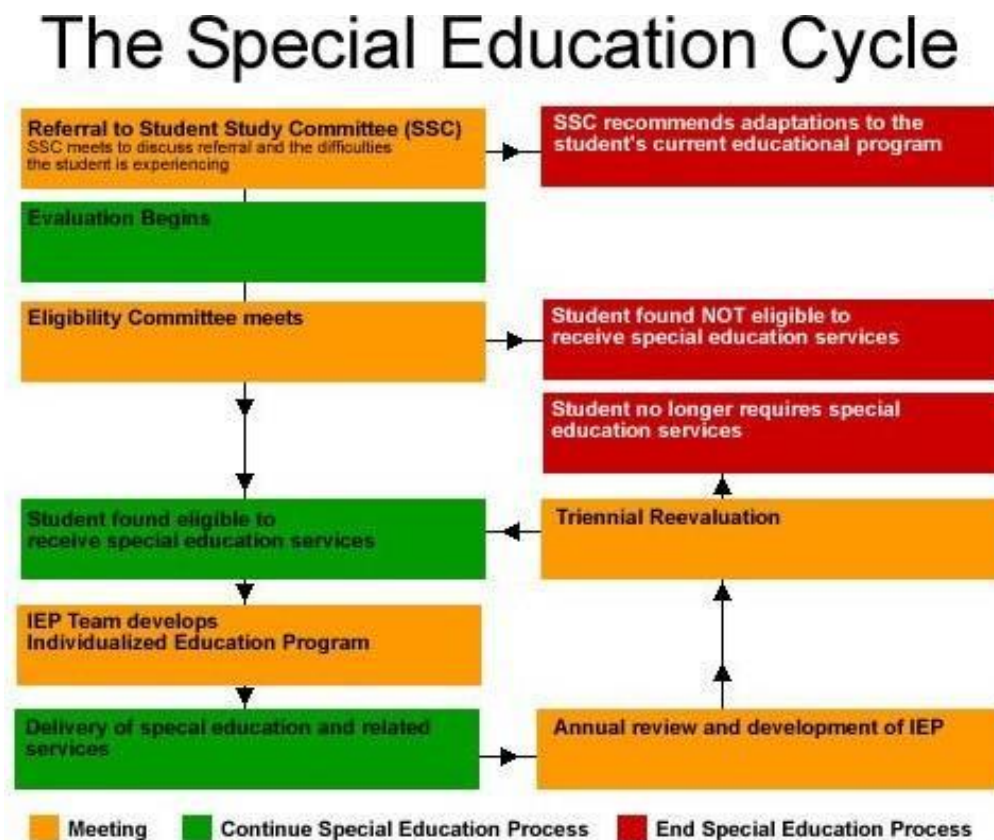 The Special Education Cycle
Referral to Student Study Committee (SSC)
SSC meets to discuss referral and the difficulties
the student is experiencing
SSC recommends adaptations to the
student's current educational program
Evaluation Begins
Eligibility Committee meets
Student found NOT eligible to
receive special education services
Student no longer requires special
education services
Student found eligible to
receive special education services
Triennial Reevaluation
IEP Team develops
Individualized Education Program
Delivery of specal education and related
services
Annual review and development of IEP
Meeting
Continue Special Education Process
End Special Education Process